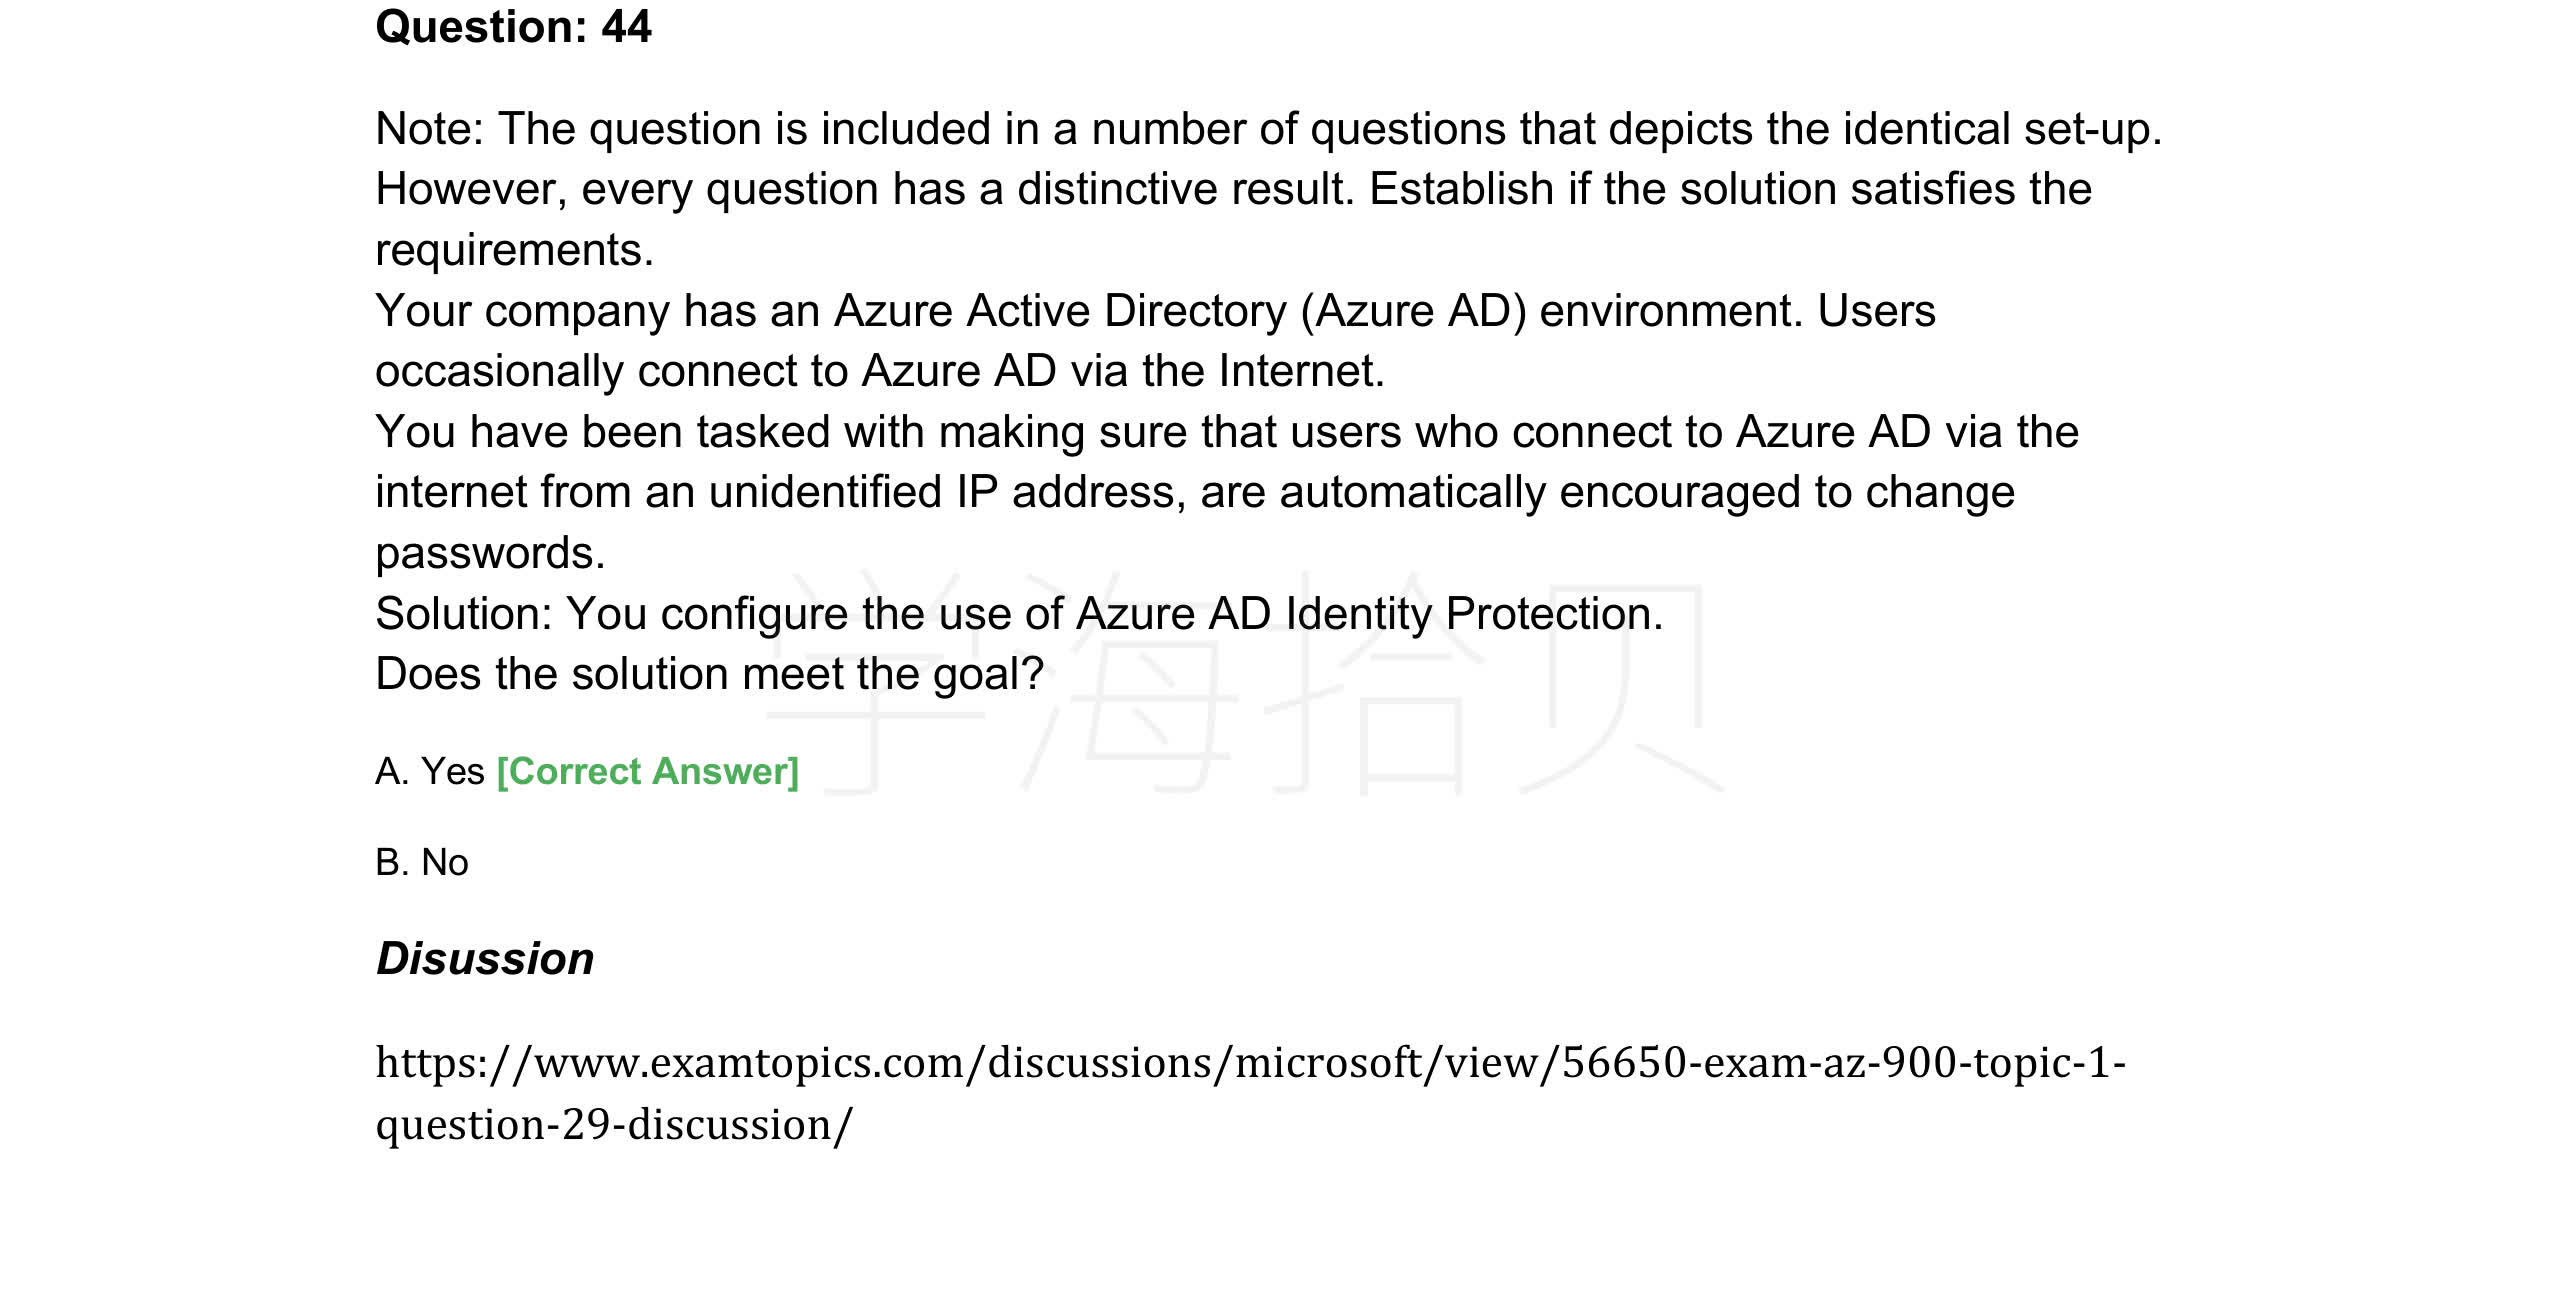 Question: 44
Note: The question is included in a number of questions that depicts the identical set-up.
However, every question has a distinctive result. Establish if the solution satisfies the
requirements.
Your company has an Azure Active Directory (Azure AD) environment. Users
occasionally connect to Azure AD via the Internet.
You have been tasked with making sure that users who connect to Azure AD via the
internet from an unidentified IP address, are automatically encouraged to change
passwords.
Solution: You configure the use of Azure AD Identity Protection.
Does the solution meet the goal?
学海拾贝
A. Yes [Correct Answer]
B. No
Disussion
https://www.examtopics.com/discussions/microsoft/view/56650-exam-az-900-topic-1-
question-29-discussion/